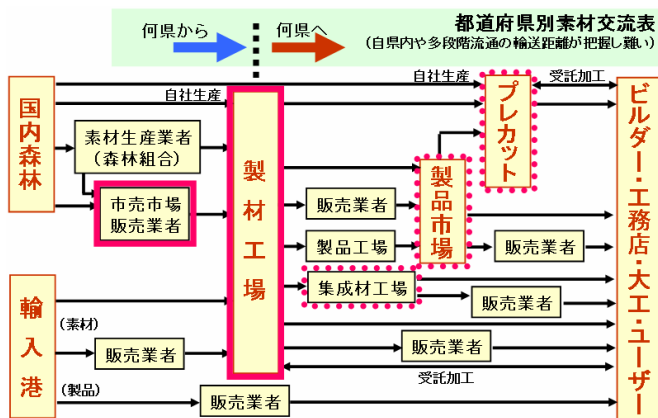 都道府県別素材交流表
(自県内や多段階流通の輸送距離が把握し難い)
何県から
何県へ
自社生産
自社生産
受託加工
国内森林
素材生産業者
(森林組合)
市売市場
販売業者
製材工場
プレカット
製品市場
販売業者
製品工場
販売業者
集成材工場
販売業者
ビルダー・工務店・大工・ユーザー
輸入港
(素材)
販売業者
販売業者
受託加工
(製品)
販売業者